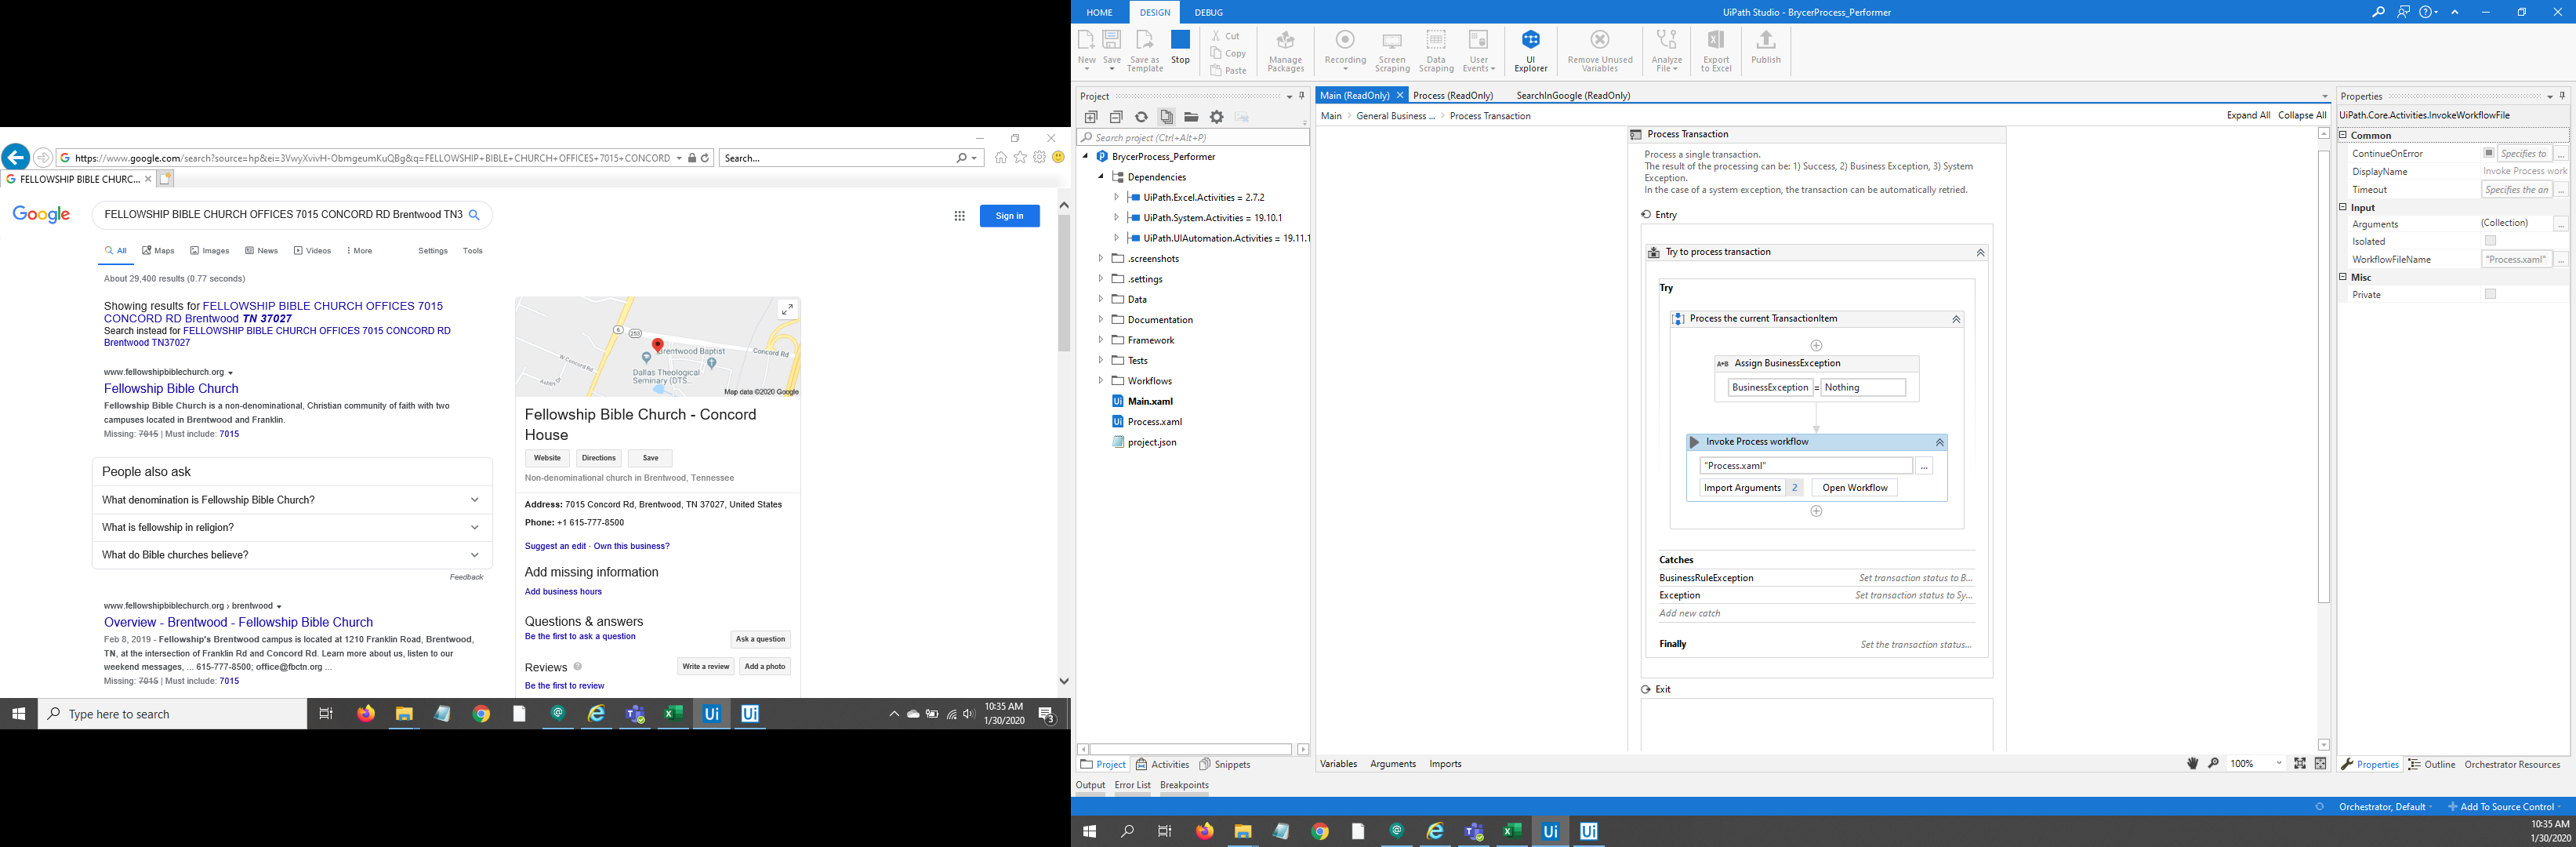 https://www.google.com/search?source=hp&ei=3VwyXvivH-ObmgeumKuQBg&q=FELLOWSHIP+BIBLE+CHURCH+OFFICES+7015+CONCORD
Search...
FELLOWSHIP BIBLE CHURC...
Google
FELLOWSHIP BIBLE CHURCH OFFICES 7015 CONCORD RD Brentwood TN3
Sign in
All Maps Images News Videos More Settings Tools
About 29,400 results (0.77 seconds)
Showing results for FELLOWSHIP BIBLE CHURCH OFFICES 7015
CONCORD RD Brentwood TN 37027
Search instead for FELLOWSHIP BIBLE CHURCH OFFICES 7015 CONCORD RD
Brentwood TN37027
www.fellowshipbiblechurch.org
Fellowship Bible Church
Fellowship Bible Church is a non-denominational, Christian community of faith with two
campuses located in Brentwood and Franklin.
Missing: 7015 | Must include: 7015
People also ask
What denomination is Fellowship Bible Church?
What is fellowship in religion?
What do Bible churches believe?
Feedback
www.fellowshipbiblechurch.org › brentwood
Overview - Brentwood - Fellowship Bible Church
Feb 8, 2019 - Fellowship's Brentwood campus is located at 1210 Franklin Road, Brentwood,
TN, at the intersection of Franklin Rd and Concord Rd. Learn more about us, listen to our
weekend messages, ... 615-777-8500; office@fbctn.org ...
Missing: 7015 | Must include: 7015
6
253
Brentwood Baptist
Concord Rd
W Concord Rd
Dallas Theological
Seminary (DTS...
Map data ©2020 Google
Fellowship Bible Church - Concord
House
Website Directions Save
Non-denominational church in Brentwood, Tennessee
Address: 7015 Concord Rd, Brentwood, TN 37027, United States
Phone: +1 615-777-8500
Suggest an edit · Own this business?
Add missing information
Add business hours
Questions & answers
Be the first to ask a question
Ask a question
Reviews
Write a review Add a photo
Be the first to review
Type here to search
10:35 AM
1/30/2020
3
HOME DESIGN DEBUG
UiPath Studio - BrycerProcess_Performer
New
Save
Save as
Template
Stop
Cut
Copy
Paste
Manage
Packages
Recording
Screen
Scraping
Data
Scraping
User
Events
UI
Explorer
Remove Unused
Variables
Analyze
File
Export
to Excel
Publish
Project
Search project (Ctrl+Alt+P)
BrycerProcess_Performer
Dependencies
UiPath.Excel.Activities = 2.7.2
UiPath.System.Activities = 19.10.1
UiPath.UIAutomation.Activities = 19.11.1
.screenshots
.settings
Data
Documentation
Framework
Tests
Workflows
Main.xaml
Process.xaml
project.json
Project Activities Snippets
Output Error List Breakpoints
Main (ReadOnly) Process (ReadOnly) SearchInGoogle (ReadOnly)
Main > General Business ... > Process Transaction
Expand All Collapse All
Process Transaction
Process a single transaction.
The result of the processing can be: 1) Success, 2) Business Exception, 3) System
Exception.
In the case of a system exception, the transaction can be automatically retried.
Entry
Try to process transaction
Try
Process the current TransactionItem
A+B Assign BusinessException
BusinessException = Nothing
Invoke Process workflow
"Process.xaml" ...
Import Arguments 2 Open Workflow
Catches
BusinessRuleException Set transaction status to B...
Exception Set transaction status to Sy...
Add new catch
Finally Set the transaction status...
Exit
Variables Arguments Imports
100%
Properties
UiPath.Core.Activities.InvokeWorkflowFile
Common
ContinueOnError Specifies to ...
DisplayName Invoke Process work
Timeout Specifies the an ...
Input
Arguments (Collection) ...
Isolated
WorkflowFileName "Process.xaml" ...
Misc
Private
Properties Outline Orchestrator Resources
Orchestrator, Default
Add To Source Control
10:35 AM
1/30/2020